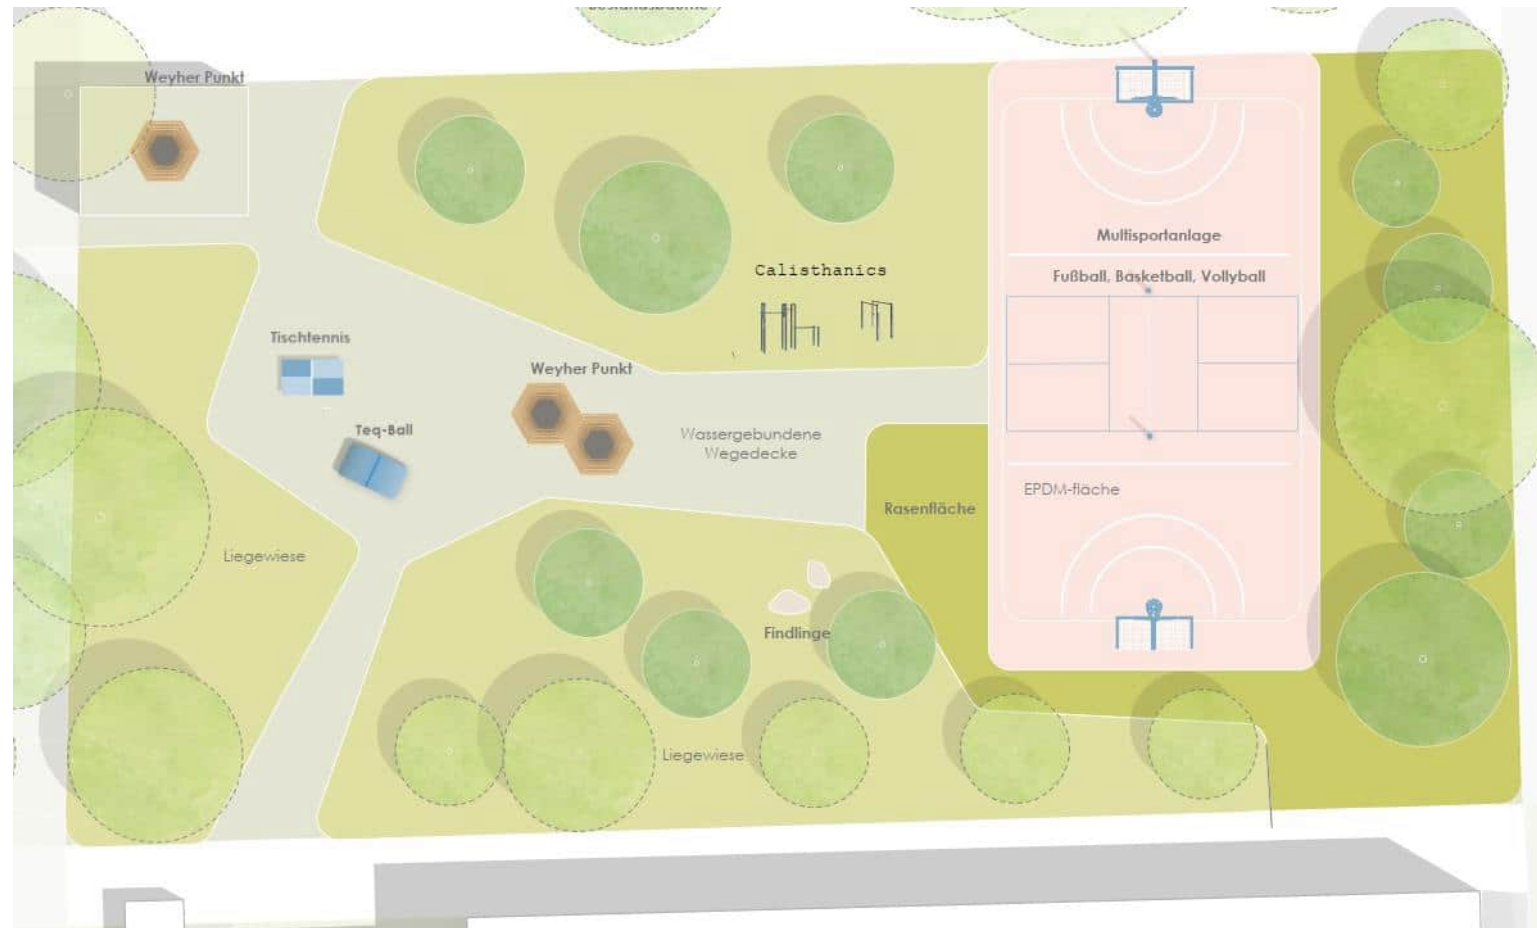 Bestandsbäume
Weyher Punkt
Calisthanics
Multisportanlage
Fußball, Basketball, Vollyball
Tischtennis
Weyher Punkt
Teq-Ball
Wassergebundene
Wegedecke
EPDM-fläche
Rasenfläche
Liegewiese
Findlinge
Liegewiese